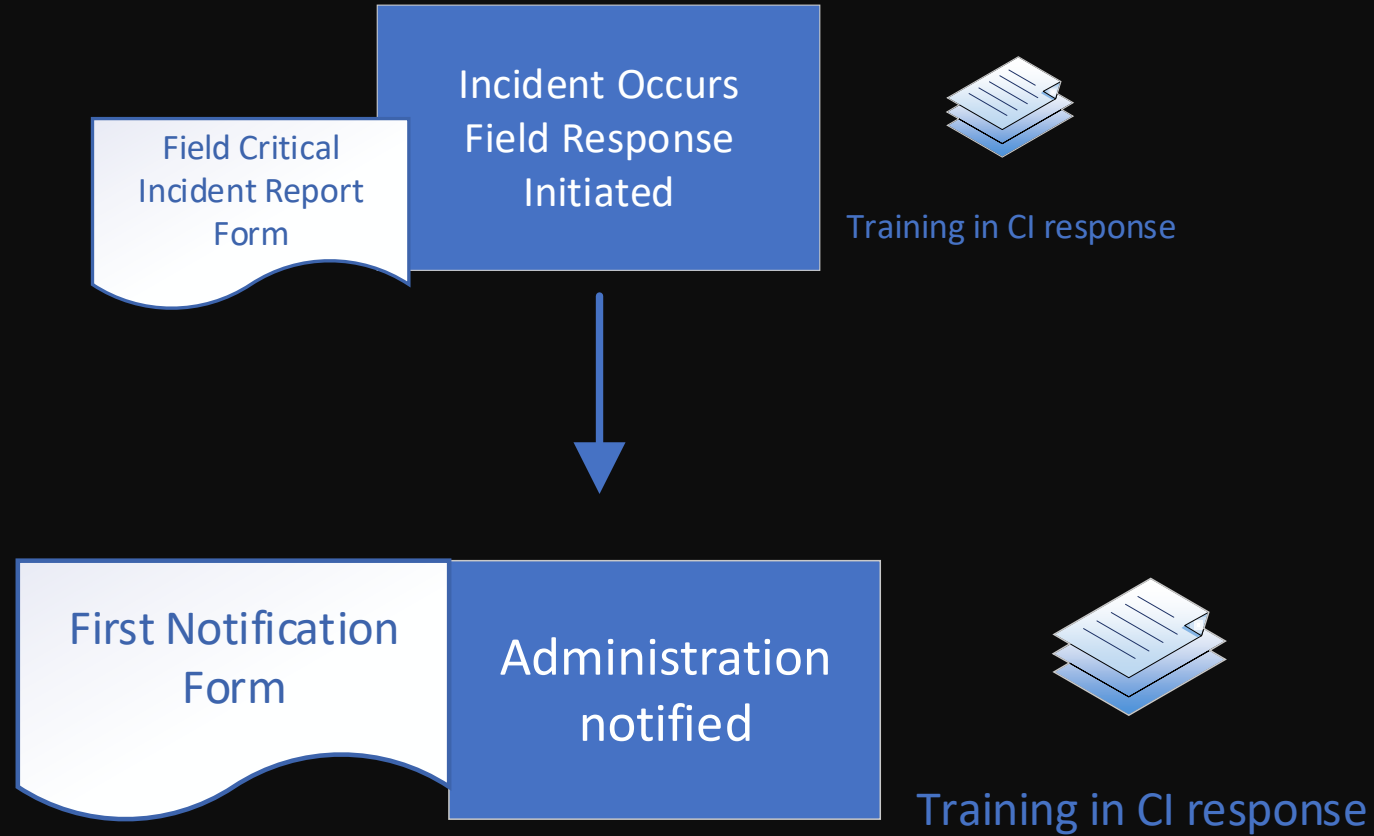 Incident Occurs
Field Response
Initiated
Field Critical
Incident Report
Form
Training in CI response
First Notification
Form
Administration
notified
Training in CI response